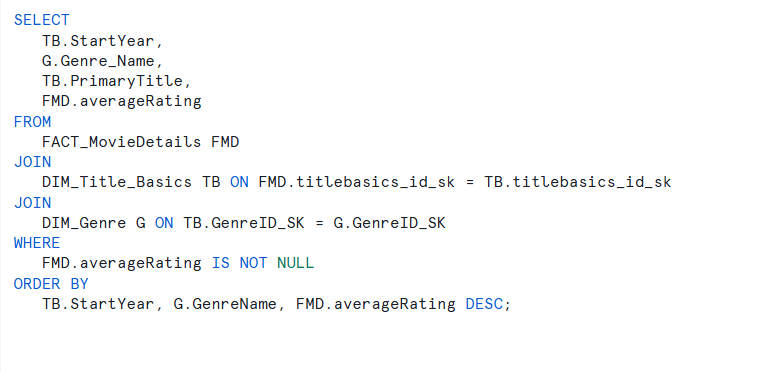 SELECT
TB.StartYear,
G.Genre_Name,
TB.PrimaryTitle,
FMD.averageRating
FROM
FACT_MovieDetails FMD
JOIN
DIM_Title_Basics TB ON FMD.titlebasics_id_sk = TB.titlebasics_id_sk
JOIN
DIM_Genre G ON TB.GenreID_SK = G.GenreID_SK
WHERE
FMD.averageRating IS NOT NULL
ORDER BY
TB.StartYear, G.GenreName, FMD.averageRating DESC;